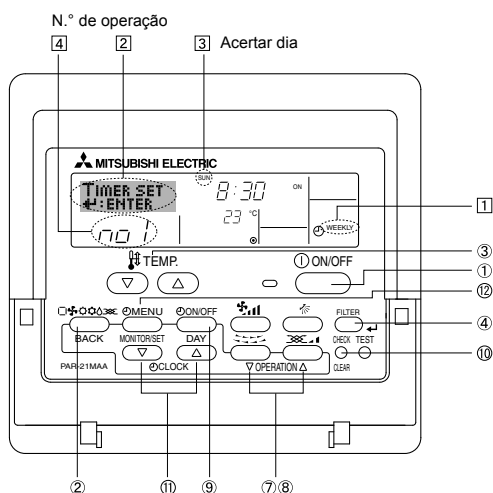 N.° de operação
4 2 3 Acertar dia
MITSUBISHI ELECTRIC
TIMER SET
↵:ENTER
SUN 8:30 ON
23 °C
no 1
WEEKLY
1
TEMP. ON/OFF
③
①
⑫
MENU ON/OFF FILTER
BACK MONITOR/SET DAY CHECK TEST
④
PAR-21MAA CLOCK OPERATION CLEAR
⑩
② ⑪ ⑨ ⑦ ⑧